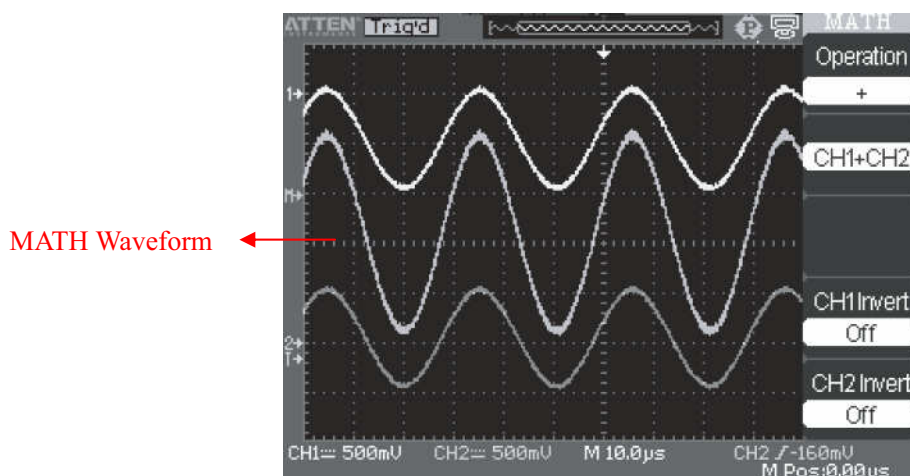 ATTEN Trig'd MATH
Operation
+
1
CH1+CH2
M
MATH Waveform
CH1 Invert
Off
2
T
CH2 Invert
Off
CH1 500mV CH2 500mV M 10.0µs CH2 -160mV
M Pos:0.00µs